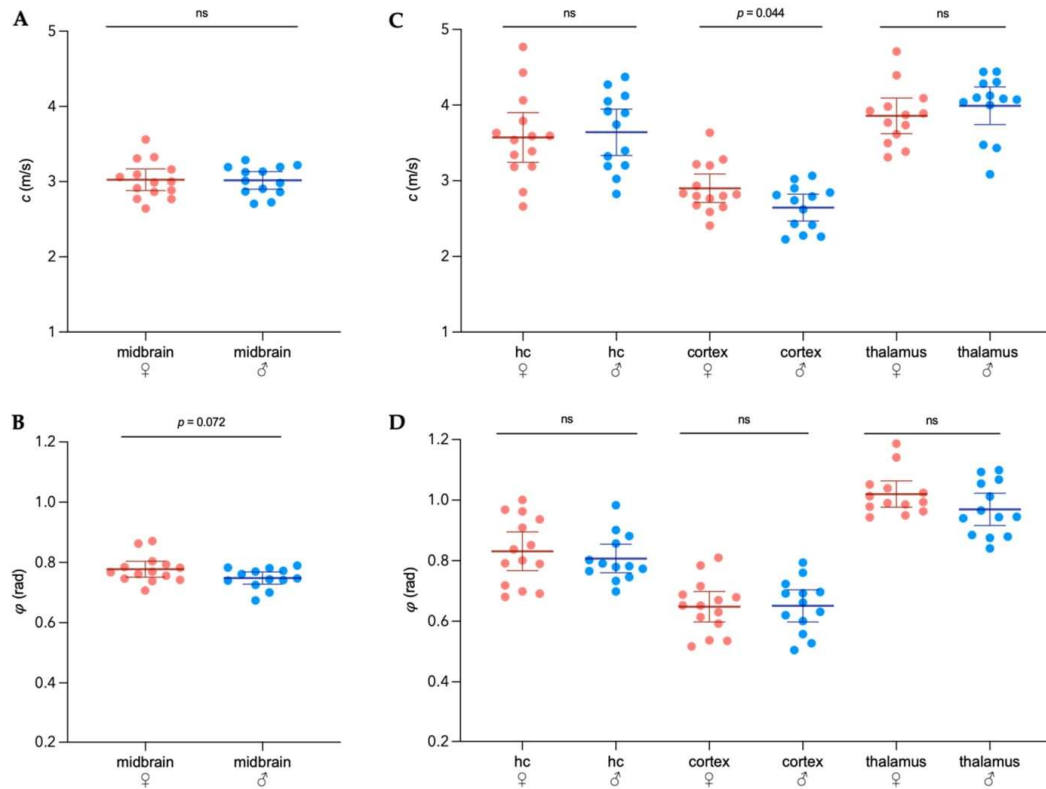 A
ns
5
4
3
2
1
c (m/s)
midbrain
♀
midbrain
♂
C
ns
p = 0.044
ns
5
4
3
2
1
c (m/s)
hc
♀
hc
♂
cortex
♀
cortex
♂
thalamus
♀
thalamus
♂
B
p = 0.072
1.2
1.0
0.8
0.6
0.4
0.2
φ (rad)
midbrain
♀
midbrain
♂
D
ns
ns
ns
1.2
1.0
0.8
0.6
0.4
0.2
φ (rad)
hc
♀
hc
♂
cortex
♀
cortex
♂
thalamus
♀
thalamus
♂